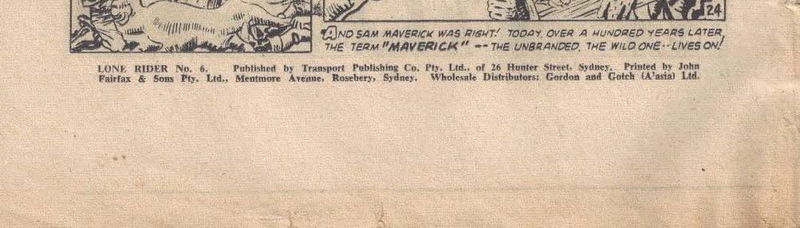 24
AND SAM MAVERICK WAS RIGHT! TODAY, OVER A HUNDRED YEARS LATER,
THE TERM "MAVERICK" -- THE UNBRANDED, THE WILD ONE -- LIVES ON!
LONE RIDER No. 6. Published by Transport Publishing Co. Pty. Ltd., of 26 Hunter Street, Sydney. Printed by John
Fairfax & Sons Pty. Ltd., Mentmore Avenue, Rosebery, Sydney. Wholesale Distributors: Gordon and Gotch (A'asia) Ltd.